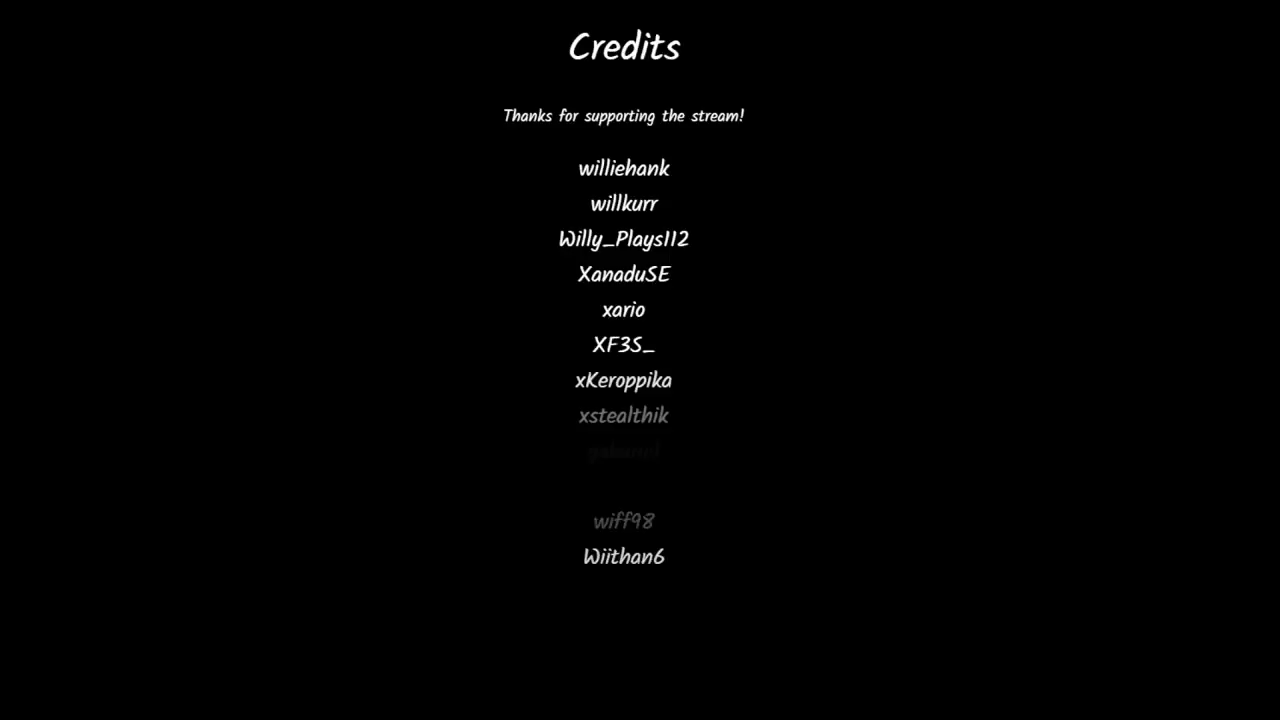 Credits
Thanks for supporting the stream!
williehank
willkurr
Willy_Plays112
XanaduSE
xario
XF3S_
xKeroppika
xstealthik
wiff98
Wiithan6